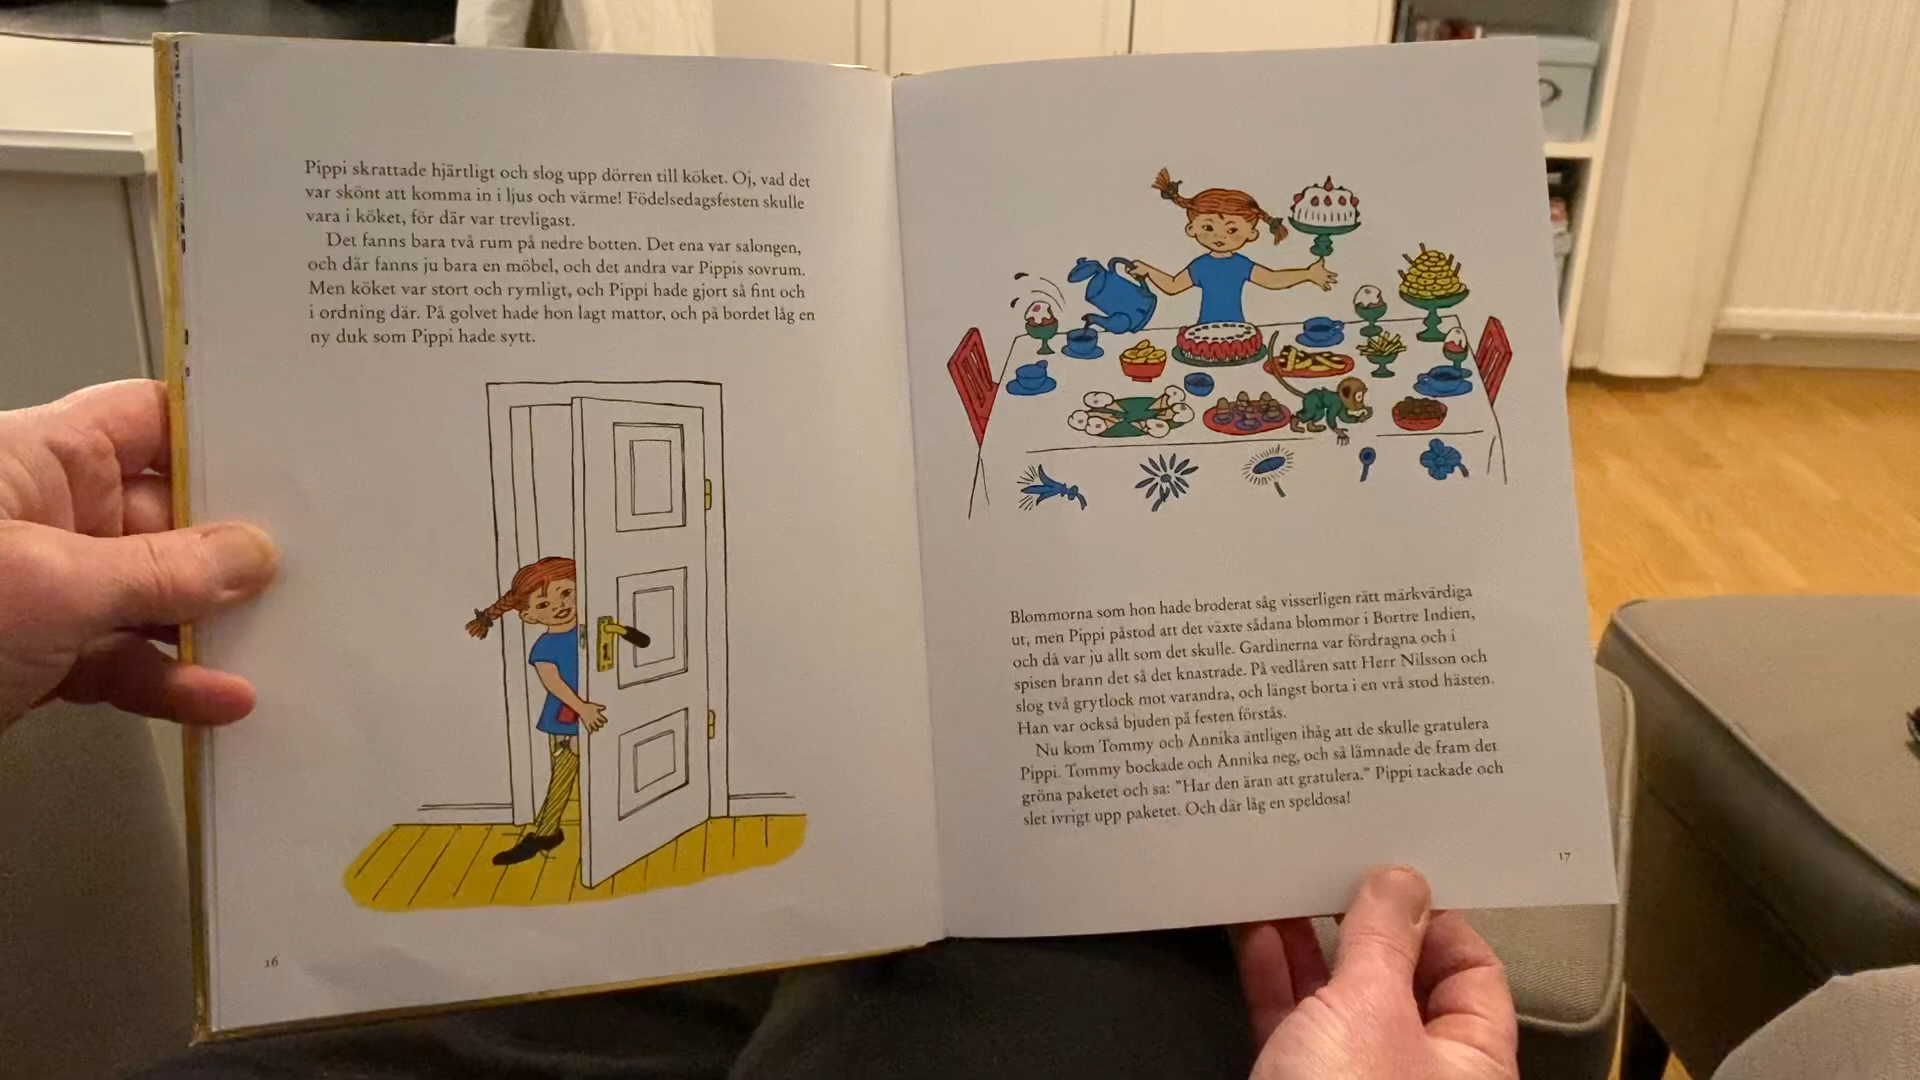 Pippi skrattade hjärtligt och slog upp dörren till köket. Oj, vad det
var skönt att komma in i ljus och värme! Födelsedagsfesten skulle
vara i köket, för där var trevligast.
Det fanns bara två rum på nedre botten. Det ena var salongen,
och där fanns ju bara en möbel, och det andra var Pippis sovrum.
Men köket var stort och rymligt, och Pippi hade gjort så fint och
i ordning där. På golvet hade hon lagt mattor, och på bordet låg en
ny duk som Pippi hade sytt.
16
Blommorna som hon hade broderat såg visserligen rätt märkvärdiga
ut, men Pippi påstod att det växte sådana blommor i Bortre Indien,
och då var ju allt som det skulle. Gardinerna var fördragna och i
spisen brann det så det knastrade. På vedlåren satt Herr Nilsson och
slog två grytlock mot varandra, och längst borta i en vrå stod hästen.
Han var också bjuden på festen förstås.
Nu kom Tommy och Annika äntligen ihåg att de skulle gratulera
Pippi. Tommy bockade och Annika neg, och så lämnade de fram det
gröna paketet och sa: "Har den äran att gratulera." Pippi tackade och
slet ivrigt upp paketet. Och där låg en speldosa!
17